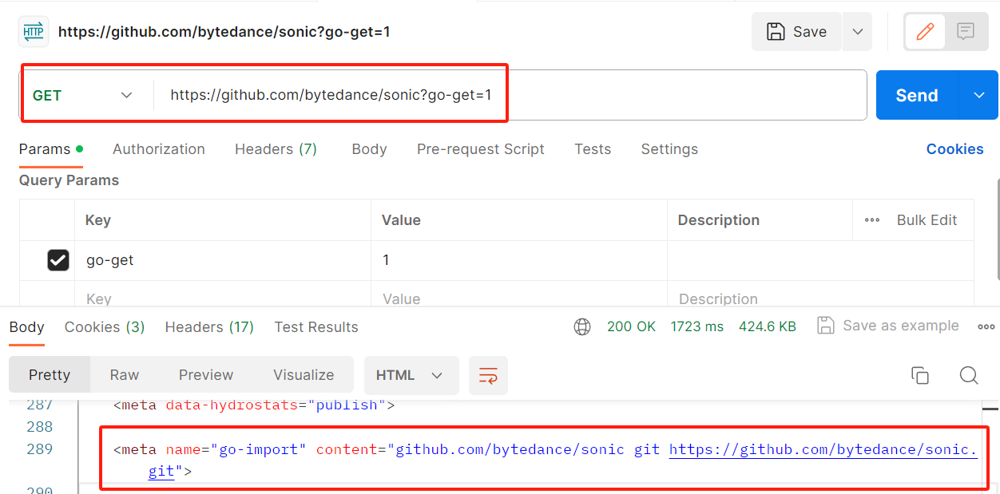 HTTP https://github.com/bytedance/sonic?go-get=1 Save
GET https://github.com/bytedance/sonic?go-get=1 Send
Params Authorization Headers (7) Body Pre-request Script Tests Settings Cookies
Query Params
Key Value Description Bulk Edit
go-get 1
Key Value Description
Body Cookies (3) Headers (17) Test Results 200 OK 1723 ms 424.6 KB Save as example
Pretty Raw Preview Visualize HTML
287 <meta data-hydrostats="publish">
288
289 <meta name="go-import" content="github.com/bytedance/sonic git https://github.com/bytedance/sonic.
git">
290